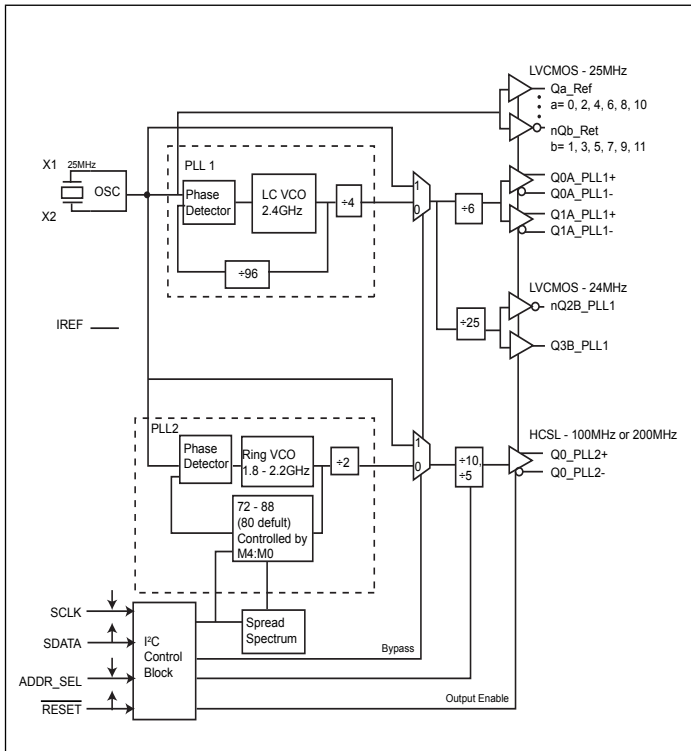 LVCMOS - 25MHz
Qa_Ref
a= 0, 2, 4, 6, 8, 10
nQb_Ret
b= 1, 3, 5, 7, 9, 11
X1 25MHz
OSC
X2
PLL 1
Phase
Detector
LC VCO
2.4GHz
÷4
÷96
1
0
÷6
Q0A_PLL1+
Q0A_PLL1-
Q1A_PLL1+
Q1A_PLL1-
LVCMOS - 24MHz
nQ2B_PLL1
÷25
Q3B_PLL1
IREF
PLL2
Phase
Detector
Ring VCO
1.8 - 2.2GHz
÷2
72 - 88
(80 defult)
Controlled by
M4:M0
1
0
÷10,
÷5
HCSL - 100MHz or 200MHz
Q0_PLL2+
Q0_PLL2-
SCLK
SDATA
ADDR_SEL
RESET
I²C
Control
Block
Spread
Spectrum
Bypass
Output Enable